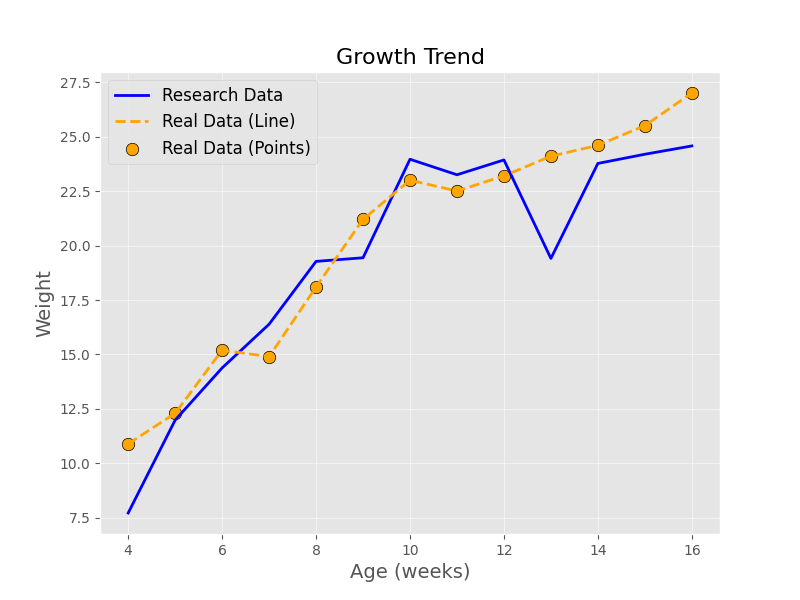 Growth Trend
Research Data
Real Data (Line)
Real Data (Points)
27.5
25.0
22.5
20.0
17.5
15.0
12.5
10.0
7.5
Weight
4 6 8 10 12 14 16
Age (weeks)